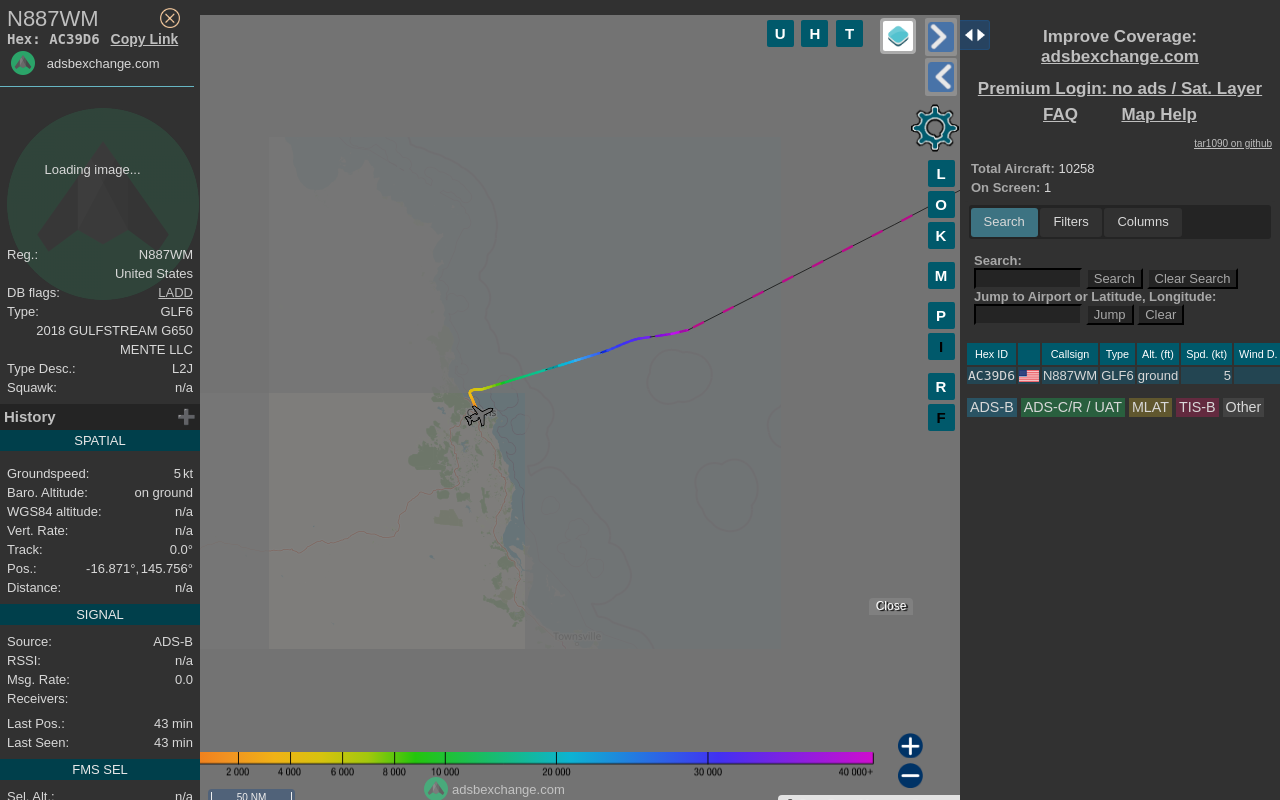 N887WM
Hex: AC39D6 Copy Link
adsbexchange.com
Loading image...
Reg.: N887WM
United States
DB flags: LADD
Type: GLF6
2018 GULFSTREAM G650
MENTE LLC
Type Desc.: L2J
Squawk: n/a
History
SPATIAL
Groundspeed: 5 kt
Baro. Altitude: on ground
WGS84 altitude: n/a
Vert. Rate: n/a
Track: 0.0°
Pos.: -16.871°, 145.756°
Distance: n/a
SIGNAL
Source: ADS-B
RSSI: n/a
Msg. Rate: 0.0
Receivers:
Last Pos.: 43 min
Last Seen: 43 min
FMS SEL
Sel. Alt.: n/a
U H T
L
O
K
M
P
I
R
F
Townsville
Close
2 000 4 000 6 000 8 000 10 000 20 000 30 000 40 000+
adsbexchange.com
50 NM
Improve Coverage:
adsbexchange.com
Premium Login: no ads / Sat. Layer
FAQ Map Help
tar1090 on github
Total Aircraft: 10258
On Screen: 1
Search Filters Columns
Search:
Search Clear Search
Jump to Airport or Latitude, Longitude:
Jump Clear
Hex ID Callsign Type Alt. (ft) Spd. (kt) Wind D.
AC39D6 N887WM GLF6 ground 5
ADS-B ADS-C/R / UAT MLAT TIS-B Other